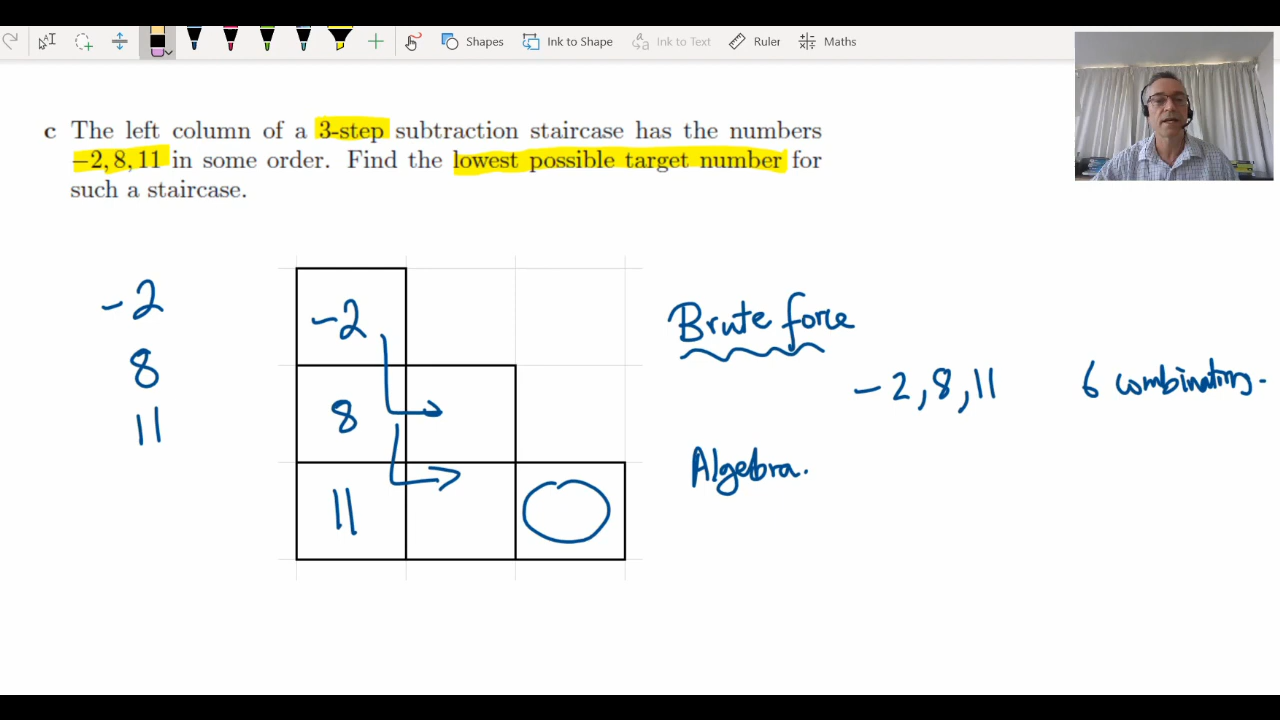 Shapes
Ink to Shape
Ink to Text
Ruler
Maths
c The left column of a 3-step subtraction staircase has the numbers
−2, 8, 11 in some order. Find the lowest possible target number for
such a staircase.
-2
8
11
-2
8
11
Brute force
-2, 8, 11
6 combinations.
Algebra.